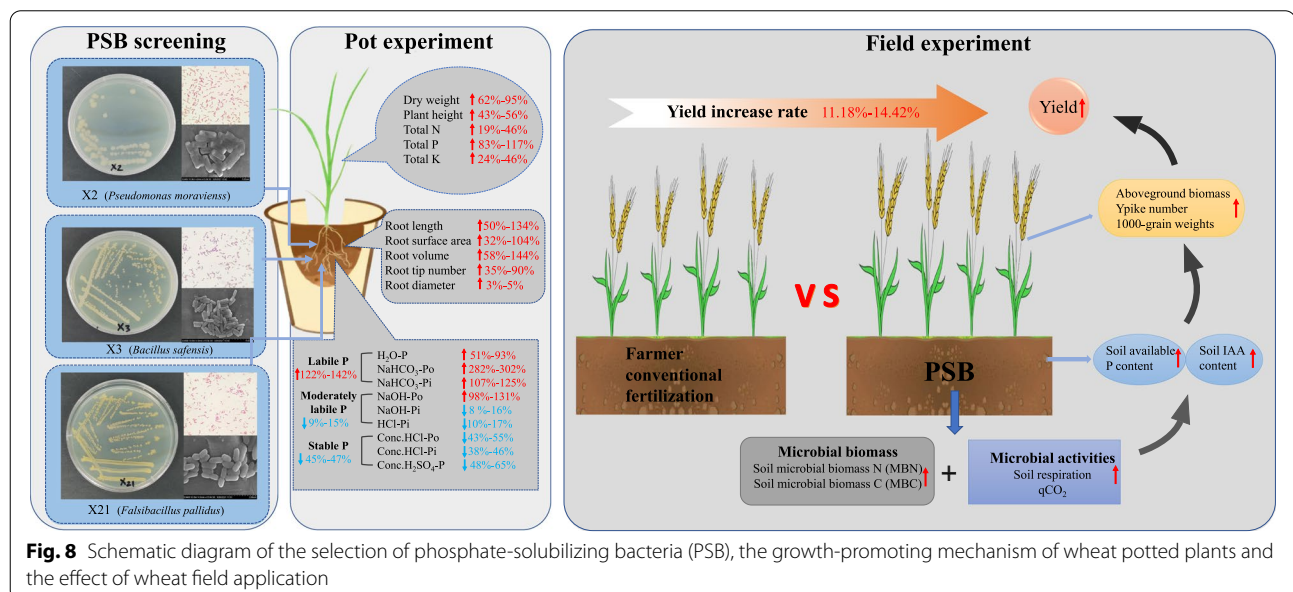 PSB screening
X2
X2 (Pseudomonas moravienss)
X3
X3 (Bacillus safensis)
X21
X21 (Falsibacillus pallidus)
Pot experiment
Dry weight ↑ 62%-95%
Plant height ↑ 43%-56%
Total N ↑ 19%-46%
Total P ↑ 83%-117%
Total K ↑ 24%-46%
Root length ↑50%-134%
Root surface area ↑32%-104%
Root volume ↑58%-144%
Root tip number ↑35%-90%
Root diameter ↑ 3%-5%
Labile P
↑122%-142%
H₂O-P ↑ 51%-93%
NaHCO₃-Po ↑282%-302%
NaHCO₃-Pi ↑107%-125%
Moderately
labile P
↓9%-15%
NaOH-Po ↑98%-131%
NaOH-Pi ↓8 %-16%
HCl-Pi ↓10%-17%
Stable P
↓45%-47%
Conc.HCl-Po ↓43%-55%
Conc.HCl-Pi ↓38%-46%
Conc.H₂SO₄-P ↓48%-65%
Field experiment
Yield increase rate 11.18%-14.42%
Yield↑
Aboveground biomass
Ypike number
1000-grain weights
↑
V S
Farmer
conventional
fertilization
PSB
Soil available
P content
↑
Soil IAA
content
↑
Microbial biomass
Soil microbial biomass N (MBN)
Soil microbial biomass C (MBC)
↑
+
Microbial activities
Soil respiration
qCO₂
↑
Fig. 8 Schematic diagram of the selection of phosphate-solubilizing bacteria (PSB), the growth-promoting mechanism of wheat potted plants and
the effect of wheat field application